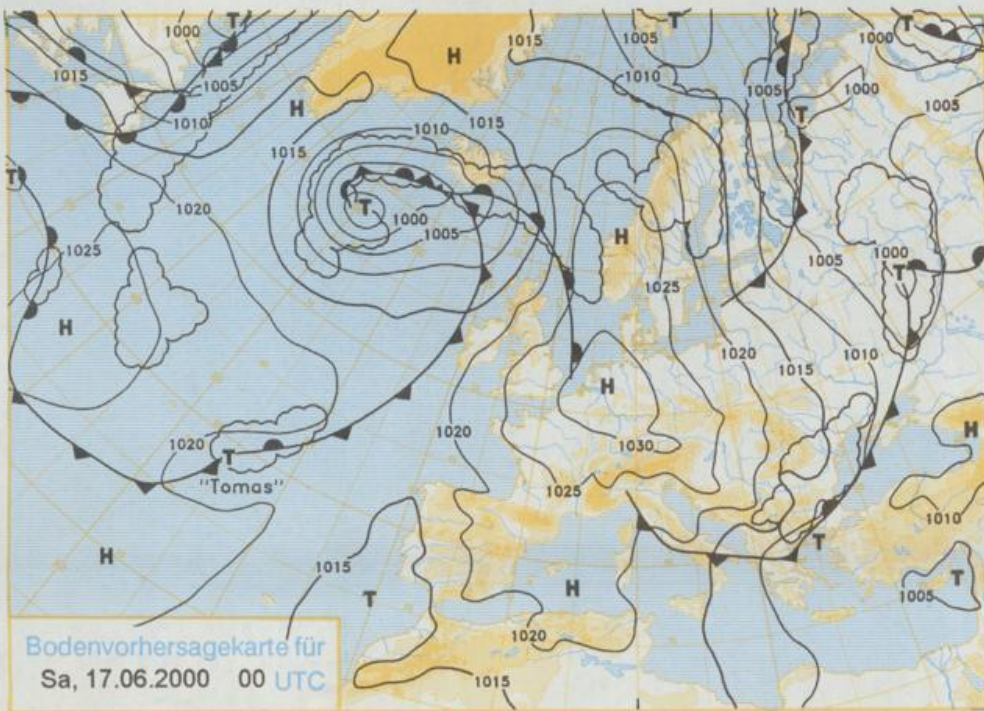 T 1000 T 1015 1005 T T 1000
1015 H 1010
1005 H 1005 1000 1005
1010 1015 T
1015 1010
T
1020 T 1000
1025 1005 H 1000
T
1005
1025
H
1020 1010
H 1015
1020 1020 1030 H
T
"Tomas" 1025
1010
T
H 1015 T
T H 1005
1020
1015
Bodenvorhersagekarte für
Sa, 17.06.2000 00 UTC